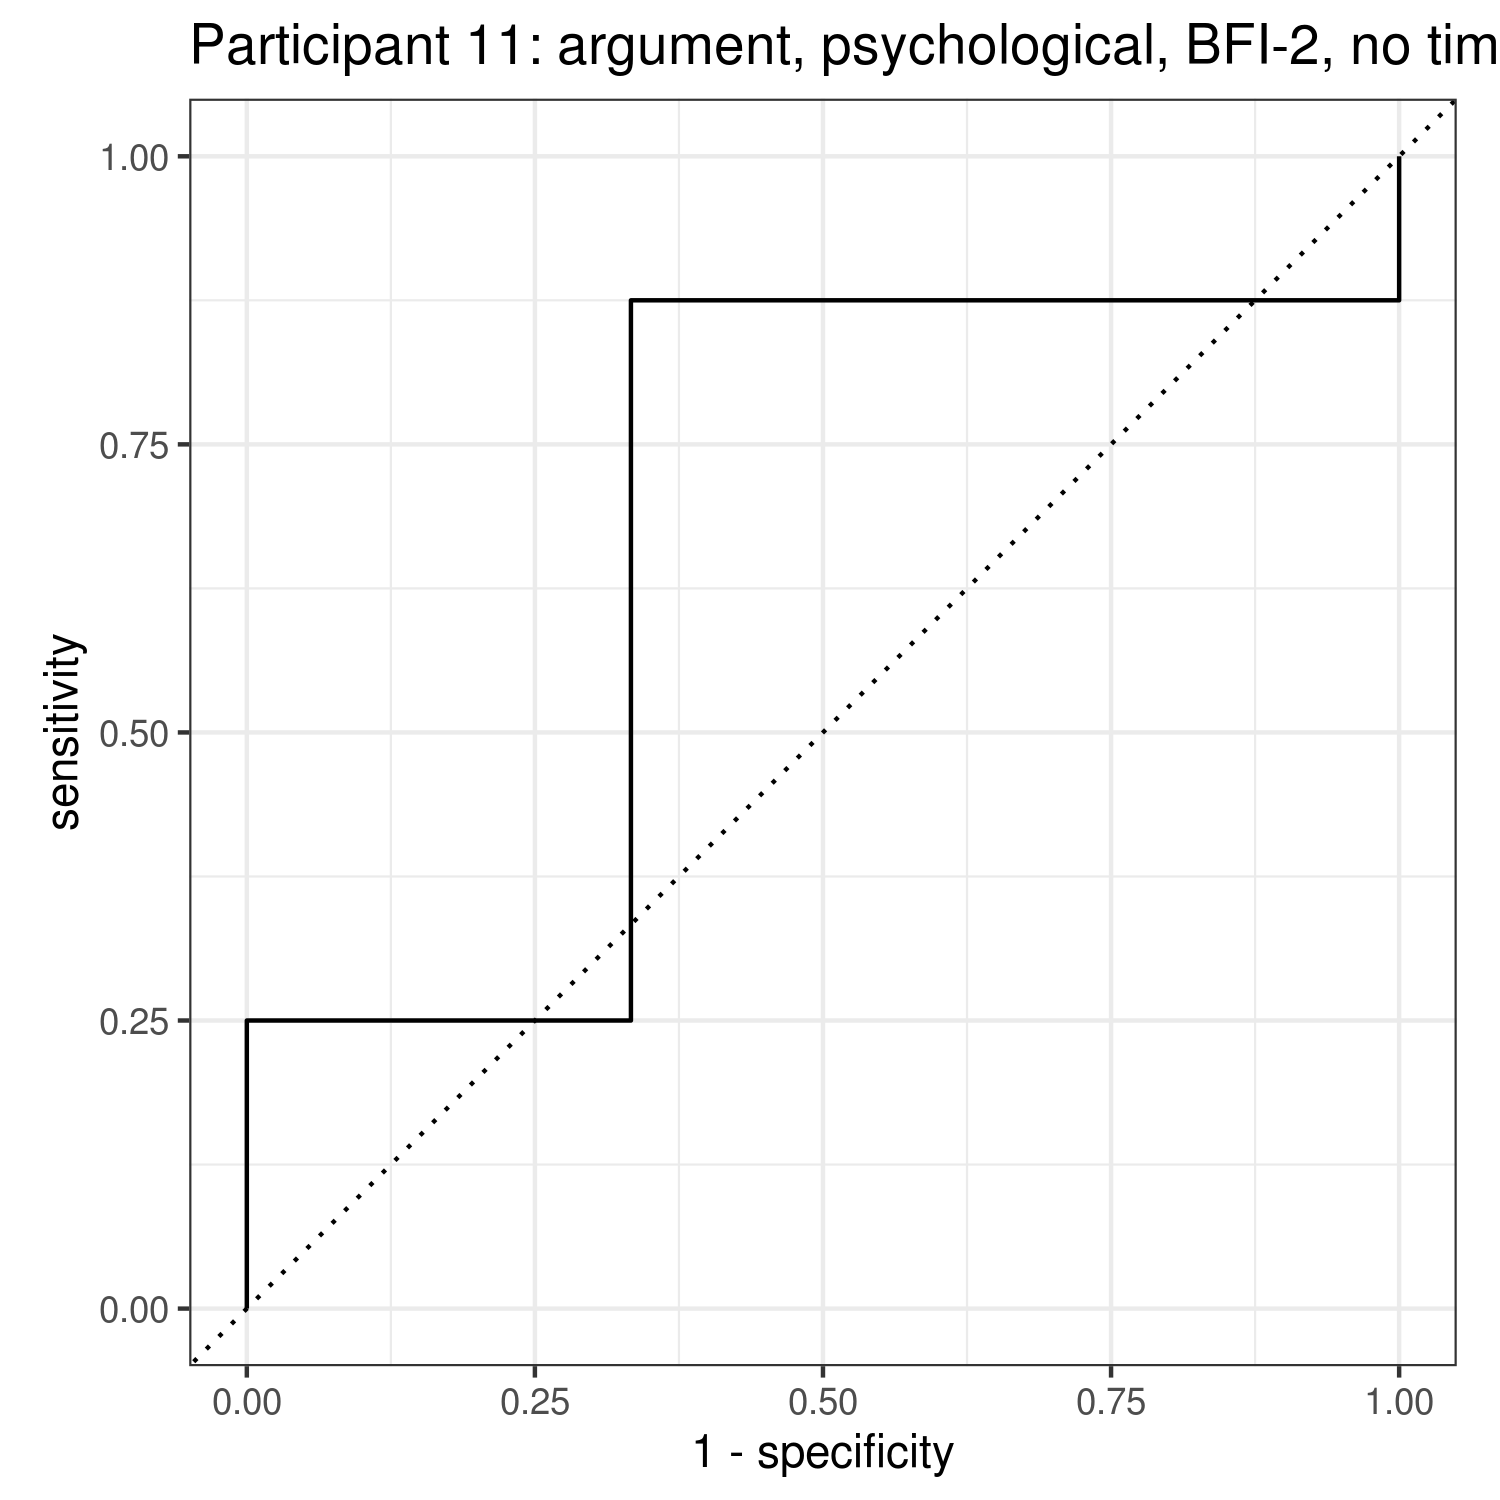 Participant 11: argument, psychological, BFI-2, no tim
1.00
0.75
0.50
0.25
0.00
sensitivity
0.00 0.25 0.50 0.75 1.00
1 - specificity